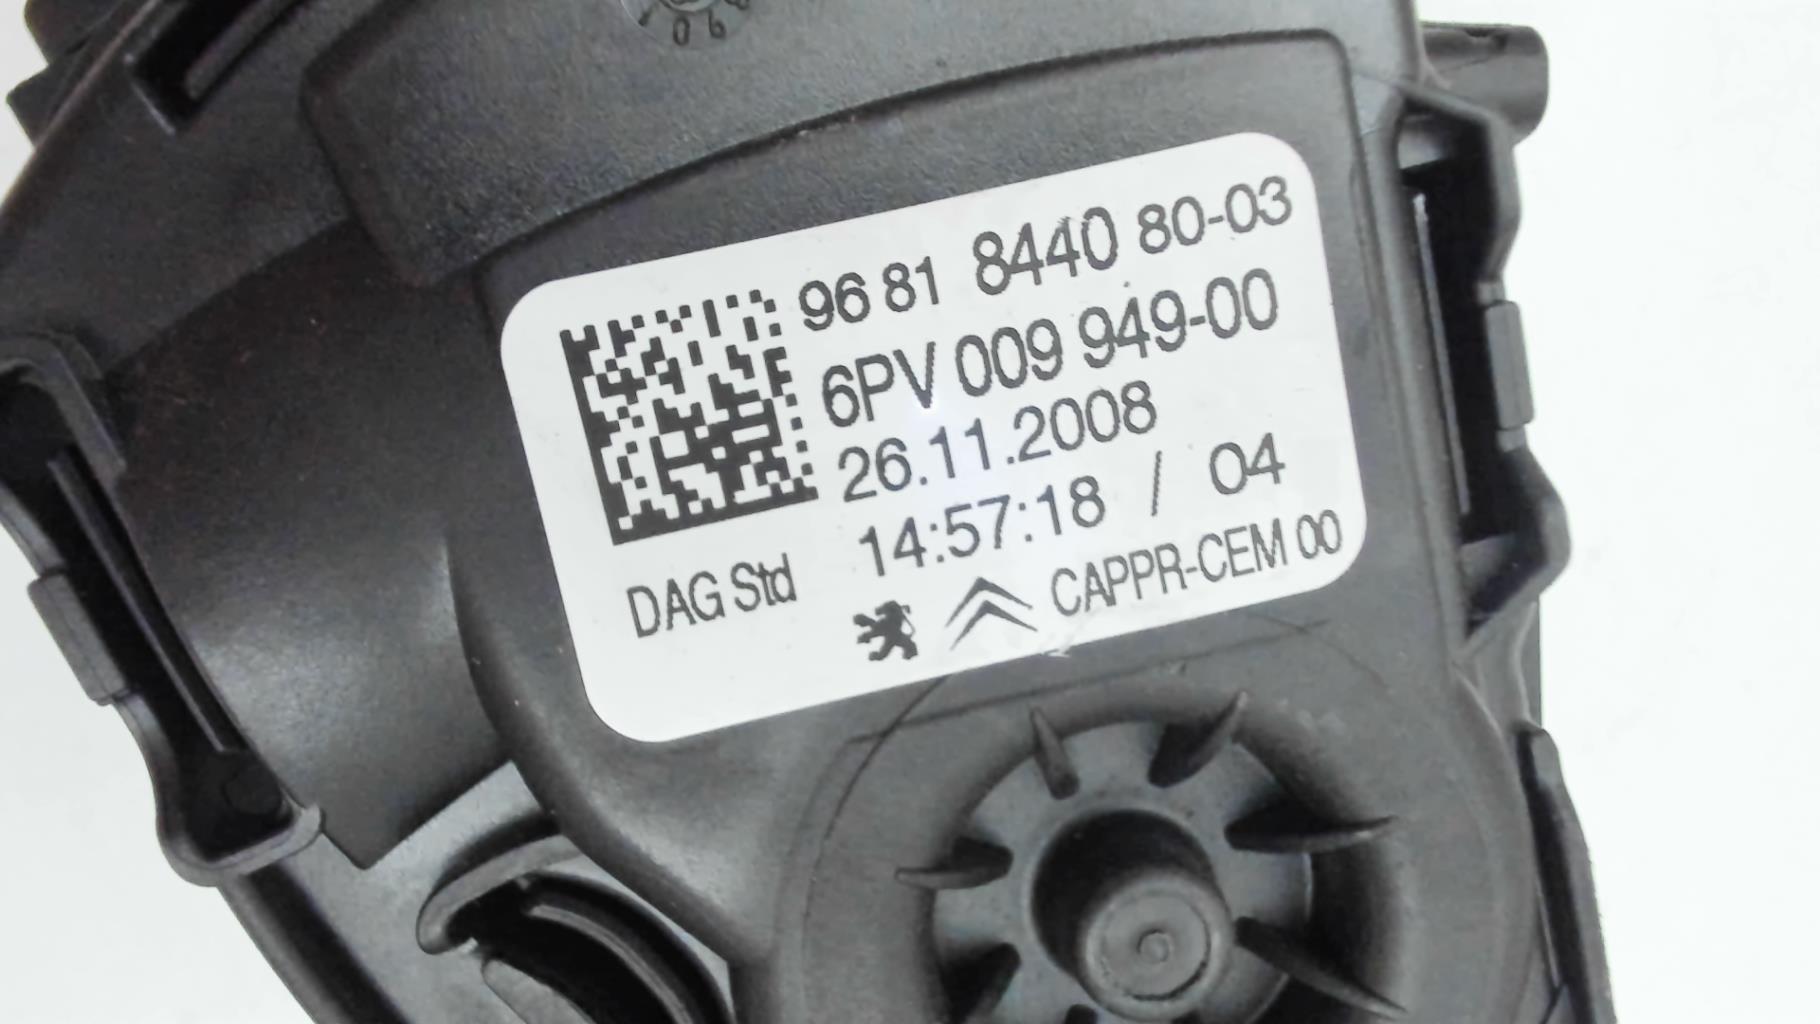 96 81 8440 80-03
6PV 009 949-00
26.11.2008
14:57:18 / 04
DAG Std
CAPPR-CEM 00